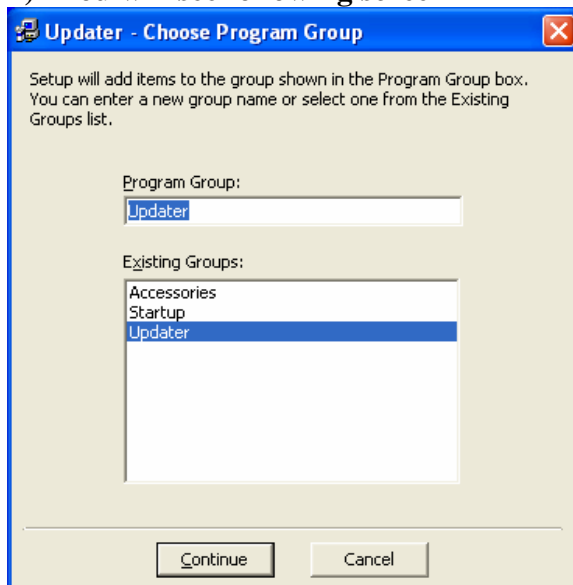 Updater - Choose Program Group
Setup will add items to the group shown in the Program Group box.
You can enter a new group name or select one from the Existing
Groups list.
Program Group:
Updater
Existing Groups:
Accessories
Startup
Updater
Continue
Cancel